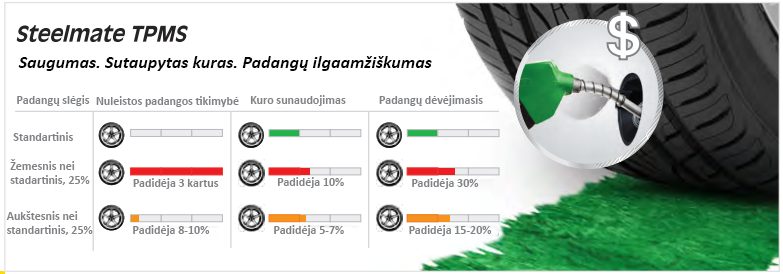 Steelmate TPMS
Saugumas. Sutaupytas kuras. Padangų ilgaamžiškumas
$
Padangų slėgis Nuleistos padangos tikimybė Kuro sunaudojimas Padangų dėvėjimasis
Standartinis
Žemesnis nei
stadartinis, 25%
Padidėja 3 kartus Padidėja 10% Padidėja 30%
Aukštesnis nei
standartinis, 25%
Padidėja 8-10% Padidėja 5-7% Padidėja 15-20%